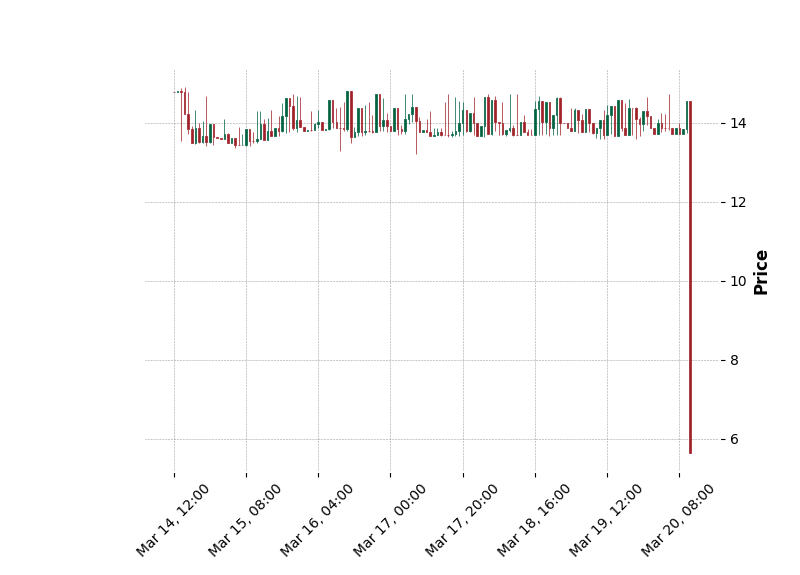 14
12
10
8
6
Price
Mar 14, 12:00
Mar 15, 08:00
Mar 16, 04:00
Mar 17, 00:00
Mar 17, 20:00
Mar 18, 16:00
Mar 19, 12:00
Mar 20, 08:00